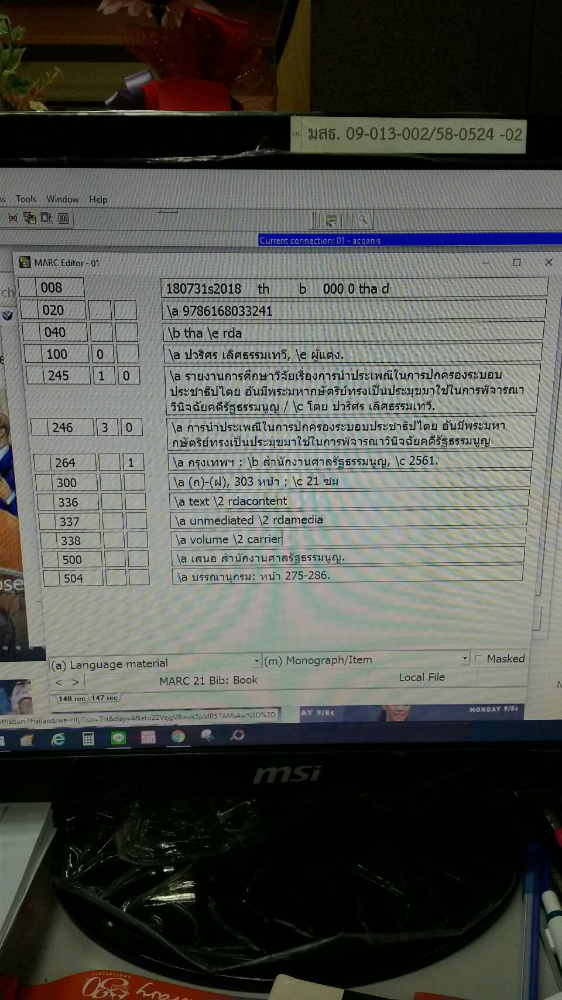 มสธ. 09-013-002/58-0524 -02
Tools Window Help
008
Current connection: 01 - acqanis
MARC Editor - 01
008 180731s2018 th b 000 0 tha d
020 \a 9786168033241
040 \b tha \e rda
100 0 \a ปวริศร เลิศธรรมเทวี, \e ผู้แต่ง.
245 1 0 \a รายงานการศึกษาวิจัยเรื่องการนำประเพณีในการปกครองระบอบ
ประชาธิปไตย อันมีพระมหากษัตริย์ทรงเป็นประมุขมาใช้ในการพิจารณา
วินิจฉัยคดีรัฐธรรมนูญ / \c โดย ปวริศร เลิศธรรมเทวี.
246 3 0 \a การนำประเพณีในการปกครองระบอบประชาธิปไตย อันมีพระมหา
กษัตริย์ทรงเป็นประมุขมาใช้ในการพิจารณาวินิจฉัยคดีรัฐธรรมนูญ
264 1 \a กรุงเทพฯ : \b สำนักงานศาลรัฐธรรมนูญ, \c 2561.
300 \a (ก)-(ฝ), 303 หน้า ; \c 21 ซม
336 \a text \2 rdacontent
337 \a unmediated \2 rdamedia
338 \a volume \2 carrier
500 \a เสนอ สำนักงานศาลรัฐธรรมนูญ.
504 \a บรรณานุกรม: หน้า 275-286.
(a) Language material (m) Monograph/Item Masked
< > MARC 21 Bib: Book Local File
148.rec 147.rec
thaburi,Thailand/we-city?iso=TH&day=4&el=2ZVsjgVBwuk5pMR57AMsAw%3D%3D
AY 9/8c MONDAY 9/8c
msi